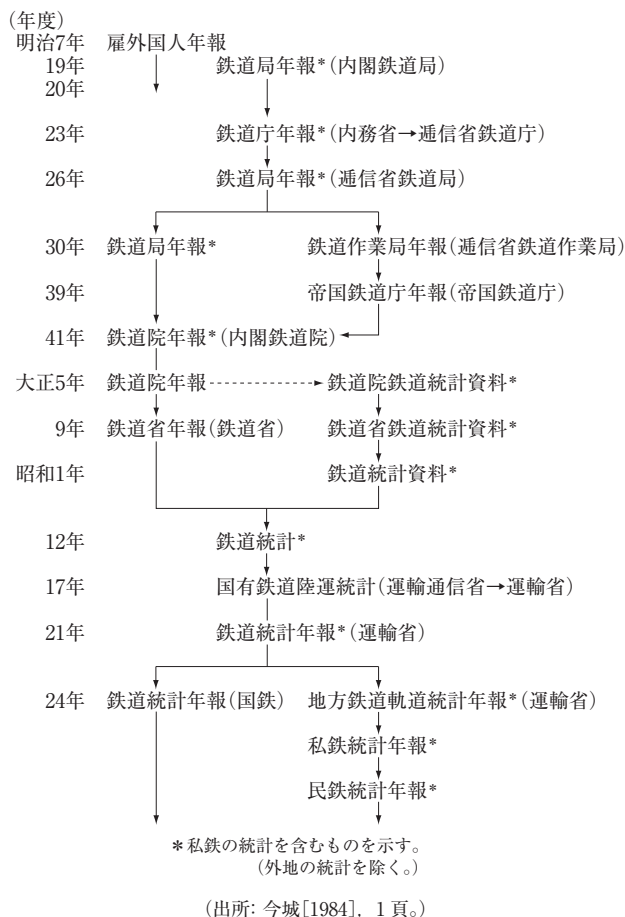 (年度)
明治7年 雇外国人年報
19年 鉄道局年報*(内閣鉄道局)
20年
23年 鉄道庁年報*(内務省→逓信省鉄道庁)
26年 鉄道局年報*(逓信省鉄道局)
30年 鉄道局年報* 鉄道作業局年報(逓信省鉄道作業局)
39年 帝国鉄道庁年報(帝国鉄道庁)
41年 鉄道院年報*(内閣鉄道院)
大正5年 鉄道院年報 鉄道院鉄道統計資料*
9年 鉄道省年報(鉄道省) 鉄道省鉄道統計資料*
昭和1年 鉄道統計資料*
12年 鉄道統計*
17年 国有鉄道陸運統計(運輸通信省→運輸省)
21年 鉄道統計年報*(運輸省)
24年 鉄道統計年報(国鉄) 地方鉄道軌道統計年報*(運輸省)
私鉄統計年報*
民鉄統計年報*
*私鉄の統計を含むものを示す。
(外地の統計を除く。)
(出所: 今城[1984], 1頁。)